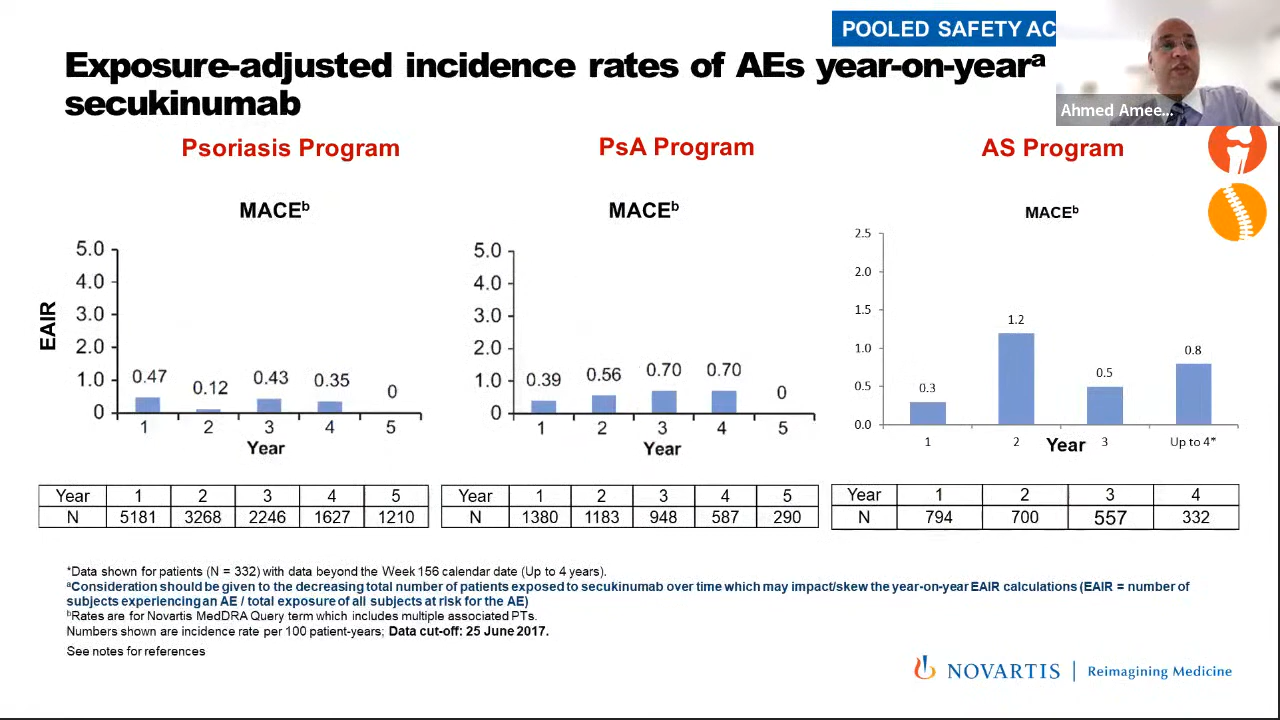 POOLED SAFETY AC
Exposure-adjusted incidence rates of AEs year-on-yearᵃ
secukinumab
Ahmed Amee...
Psoriasis Program
PsA Program
AS Program
MACEᵇ
EAIR
5.0
4.0
3.0
2.0
1.0
0
0.47
0.12
0.43
0.35
0
1 2 3 4 5
Year
Year 1 2 3 4 5
N 5181 3268 2246 1627 1210
MACEᵇ
5.0
4.0
3.0
2.0
1.0
0
0.39
0.56
0.70
0.70
0
1 2 3 4 5
Year
Year 1 2 3 4 5
N 1380 1183 948 587 290
MACEᵇ
2.5
2.0
1.5
1.0
0.5
0.0
0.3
1.2
0.5
0.8
1 2 3 Up to 4*
Year
Year 1 2 3 4
N 794 700 557 332
*Data shown for patients (N = 332) with data beyond the Week 156 calendar date (Up to 4 years).
ᵃConsideration should be given to the decreasing total number of patients exposed to secukinumab over time which may impact/skew the year-on-year EAIR calculations (EAIR = number of
subjects experiencing an AE / total exposure of all subjects at risk for the AE)
ᵇRates are for Novartis MedDRA Query term which includes multiple associated PTs.
Numbers shown are incidence rate per 100 patient-years; Data cut-off: 25 June 2017.
See notes for references
NOVARTIS | Reimagining Medicine